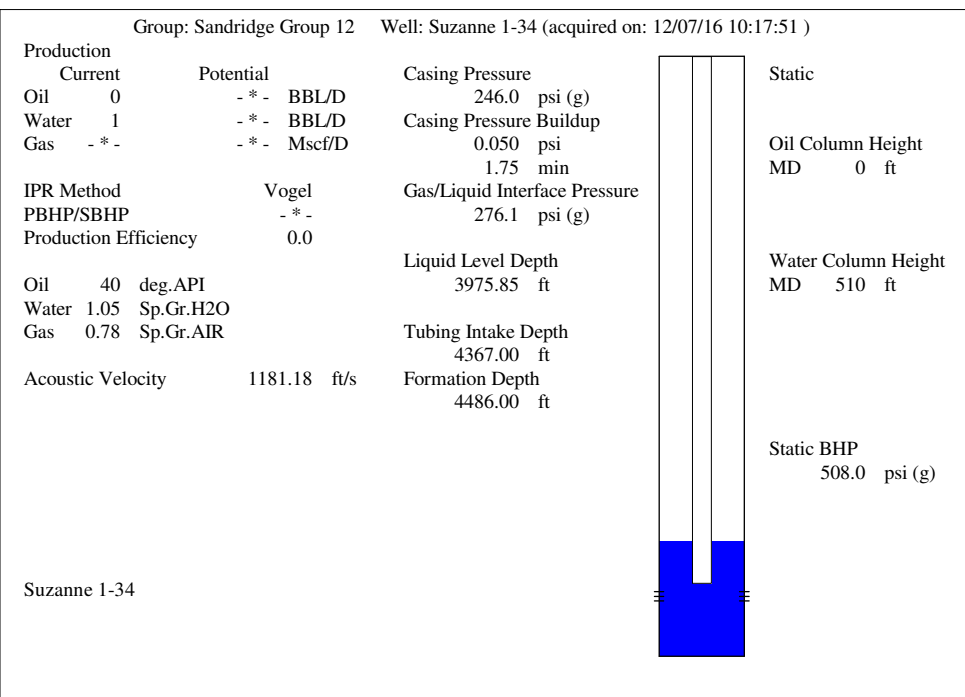 Group: Sandridge Group 12 Well: Suzanne 1-34 (acquired on: 12/07/16 10:17:51 )
Production
Current Potential
Oil 0 - * - BBL/D
Water 1 - * - BBL/D
Gas - * - - * - Mscf/D
IPR Method Vogel
PBHP/SBHP - * -
Production Efficiency 0.0
Oil 40 deg.API
Water 1.05 Sp.Gr.H2O
Gas 0.78 Sp.Gr.AIR
Acoustic Velocity 1181.18 ft/s
Casing Pressure
246.0 psi (g)
Casing Pressure Buildup
0.050 psi
1.75 min
Gas/Liquid Interface Pressure
276.1 psi (g)
Liquid Level Depth
3975.85 ft
Tubing Intake Depth
4367.00 ft
Formation Depth
4486.00 ft
Static
Oil Column Height
MD 0 ft
Water Column Height
MD 510 ft
Static BHP
508.0 psi (g)
Suzanne 1-34